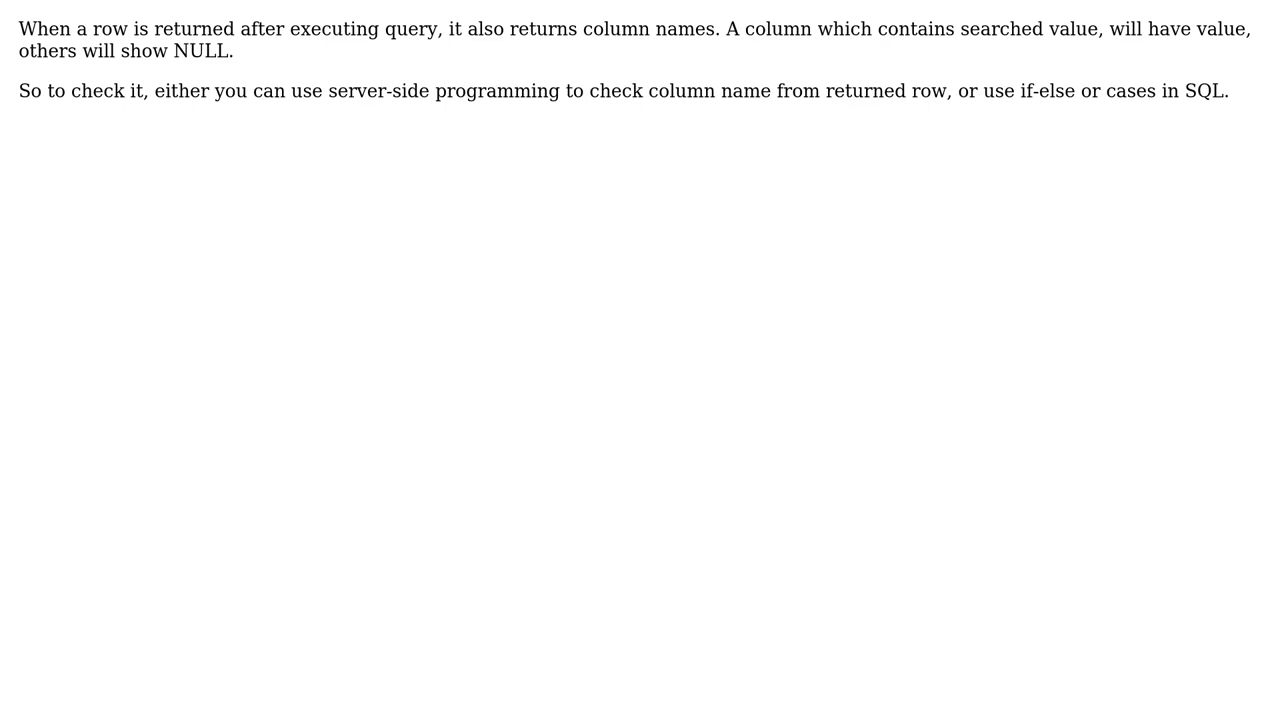 When a row is returned after executing query, it also returns column names. A column which contains searched value, will have value,
others will show NULL.
So to check it, either you can use server-side programming to check column name from returned row, or use if-else or cases in SQL.